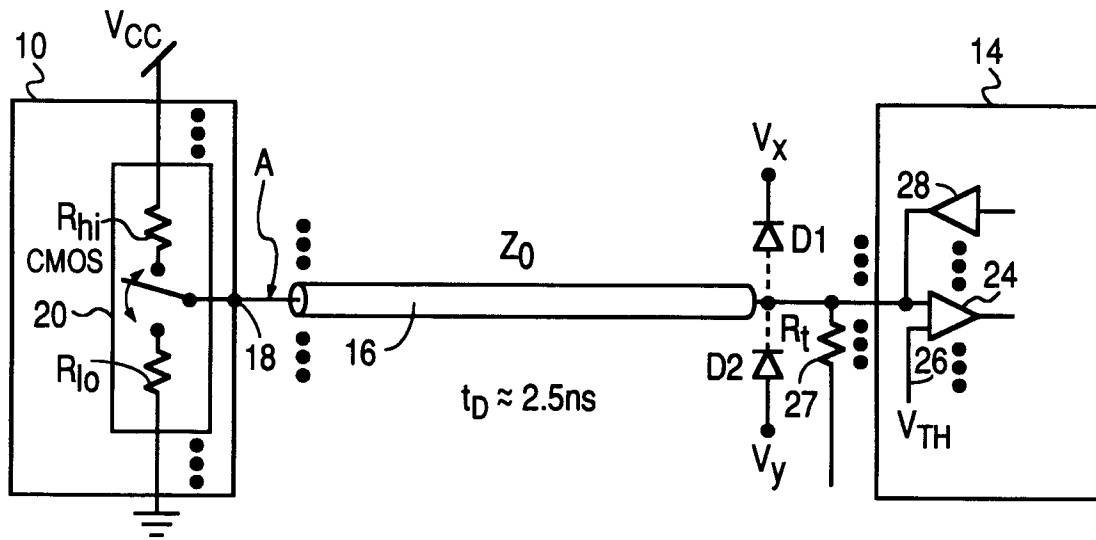 V_CC
10
14
A
V_x
28
R_hi
D1
Z_0
CMOS
24
20
18
16
R_t
D2
26
R_lo
27
t_D ≈ 2.5ns
V_TH
V_y